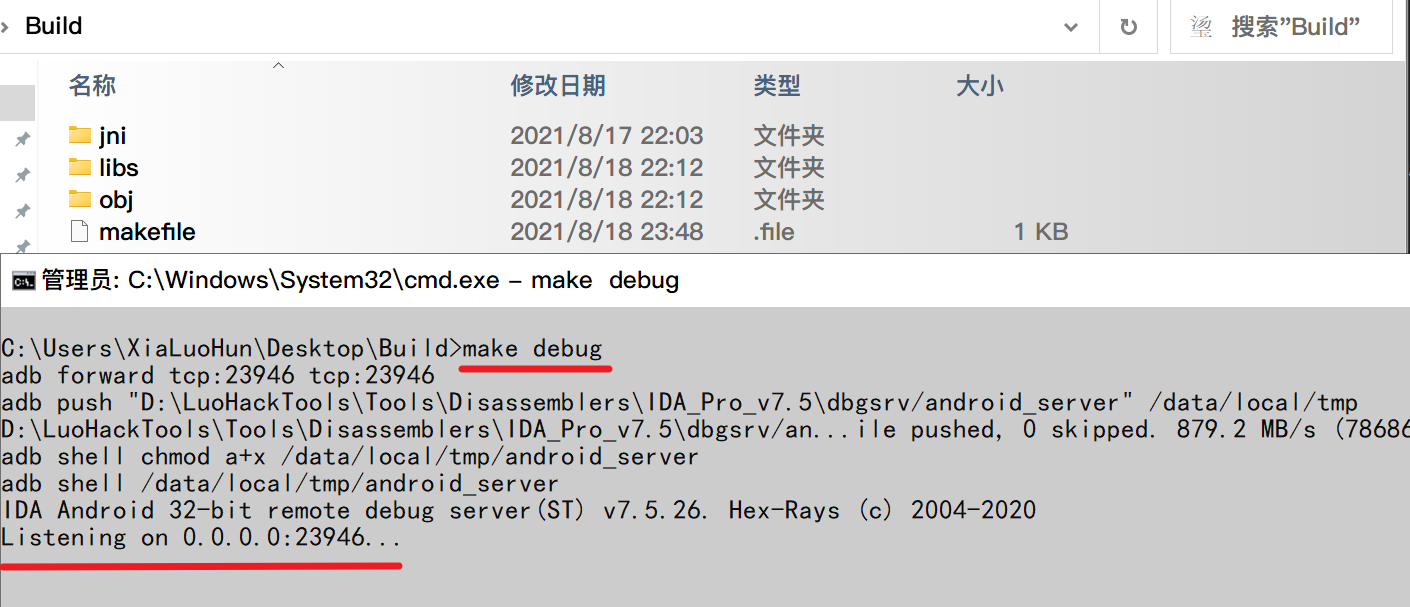 Build
搜索"Build"
名称 修改日期 类型 大小
jni 2021/8/17 22:03 文件夹
libs 2021/8/18 22:12 文件夹
obj 2021/8/18 22:12 文件夹
makefile 2021/8/18 23:48 .file 1 KB
管理员: C:\Windows\System32\cmd.exe - make  debug
C:\Users\XiaLuoHun\Desktop\Build>make debug
adb forward tcp:23946 tcp:23946
adb push "D:\LuoHackTools\Tools\Disassemblers\IDA_Pro_v7.5\dbgsrv/android_server" /data/local/tmp
D:\LuoHackTools\Tools\Disassemblers\IDA_Pro_v7.5\dbgsrv/an...ile pushed, 0 skipped. 879.2 MB/s (78686
adb shell chmod a+x /data/local/tmp/android_server
adb shell /data/local/tmp/android_server
IDA Android 32-bit remote debug server(ST) v7.5.26. Hex-Rays (c) 2004-2020
Listening on 0.0.0.0:23946...